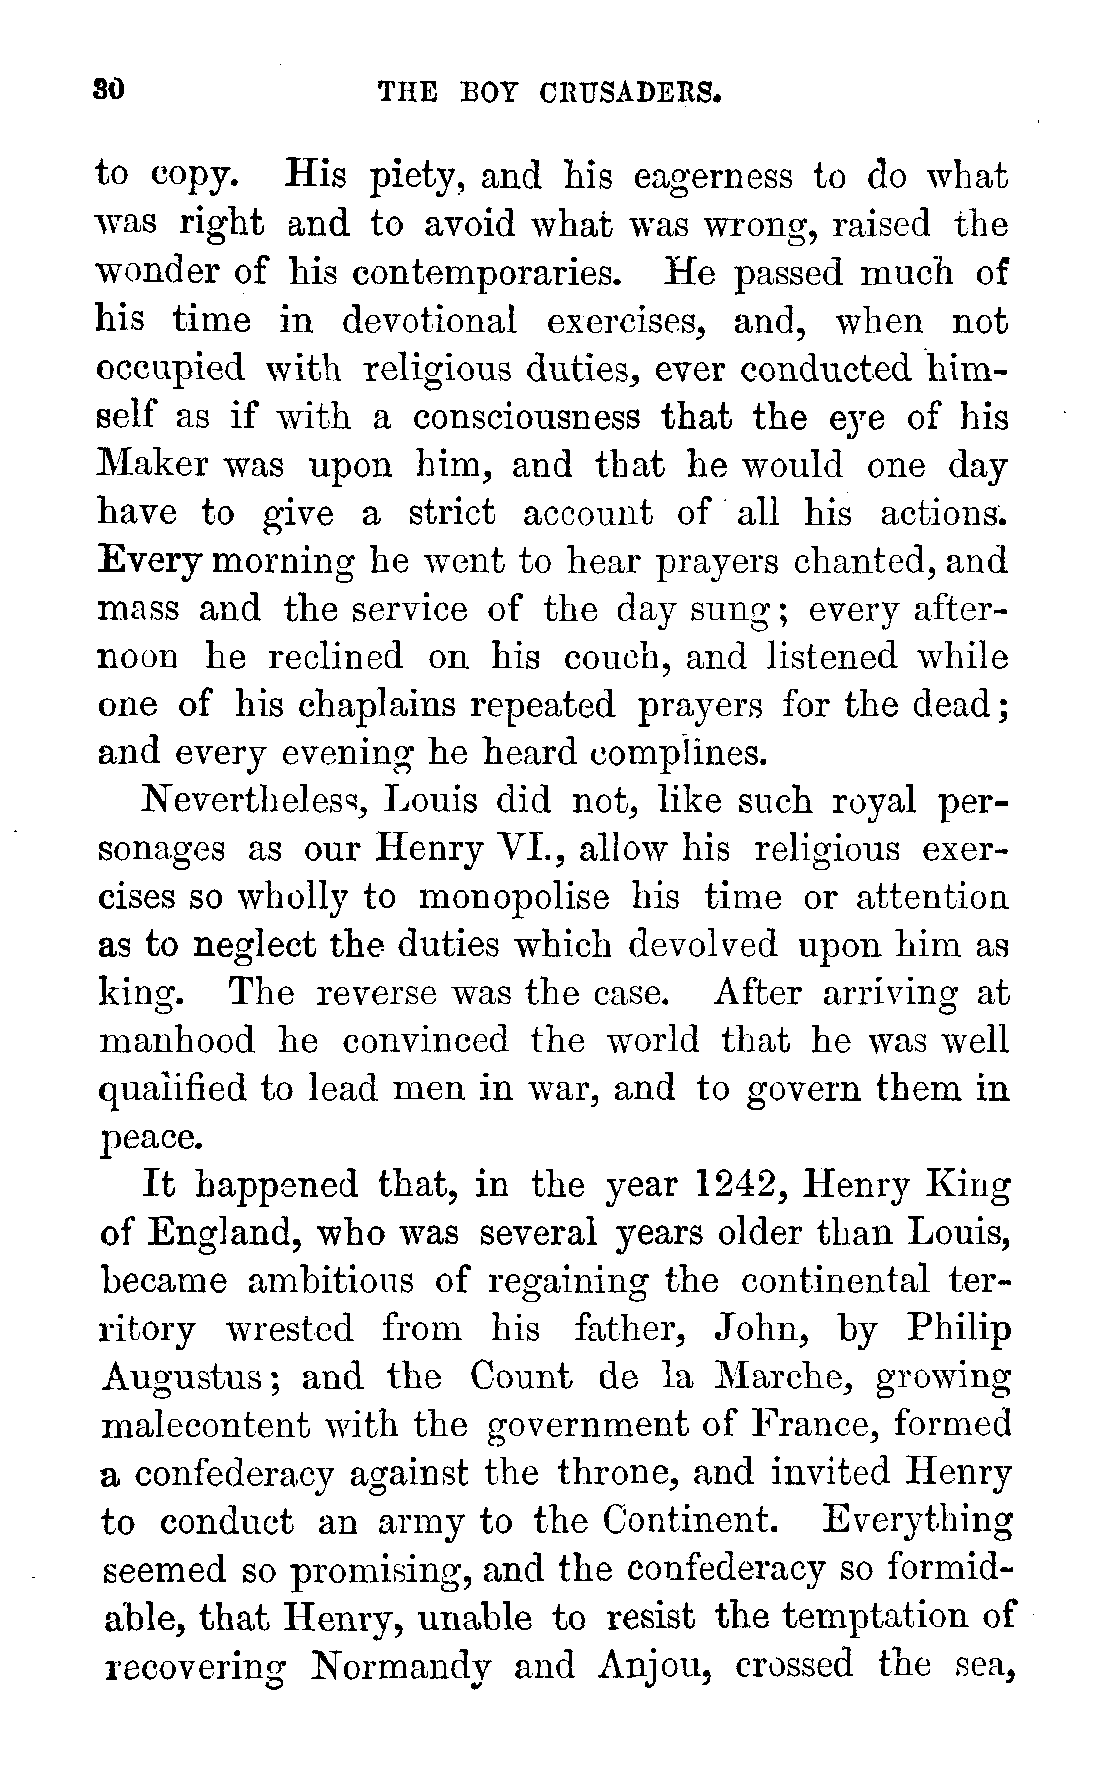 30 THE BOY CRUSADERS.
to copy. His piety, and his eagerness to do what
was right and to avoid what was wrong, raised the
wonder of his contemporaries. He passed much of
his time in devotional exercises, and, when not
occupied with religious duties, ever conducted him-
self as if with a consciousness that the eye of his
Maker was upon him, and that he would one day
have to give a strict account of all his actions.
Every morning he went to hear prayers chanted, and
mass and the service of the day sung; every after-
noon he reclined on his couch, and listened while
one of his chaplains repeated prayers for the dead;
and every evening he heard complines.
Nevertheless, Louis did not, like such royal per-
sonages as our Henry VI., allow his religious exer-
cises so wholly to monopolise his time or attention
as to neglect the duties which devolved upon him as
king. The reverse was the case. After arriving at
manhood he convinced the world that he was well
qualified to lead men in war, and to govern them in
peace.
It happened that, in the year 1242, Henry King
of England, who was several years older than Louis,
became ambitious of regaining the continental ter-
ritory wrested from his father, John, by Philip
Augustus; and the Count de la Marche, growing
malecontent with the government of France, formed
a confederacy against the throne, and invited Henry
to conduct an army to the Continent. Everything
seemed so promising, and the confederacy so formid-
able, that Henry, unable to resist the temptation of
recovering Normandy and Anjou, crossed the sea,